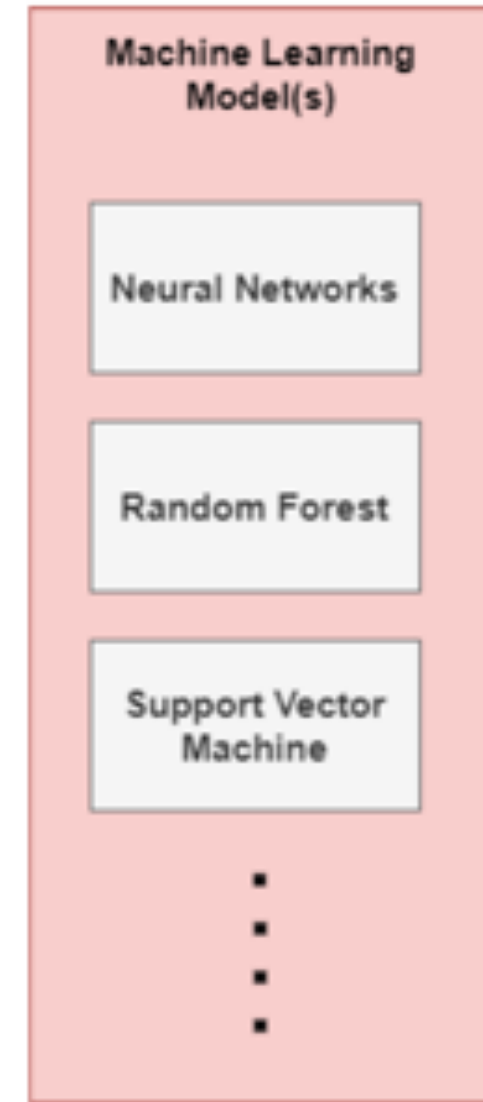 Machine Learning
Model(s)
Neural Networks
Random Forest
Support Vector
Machine